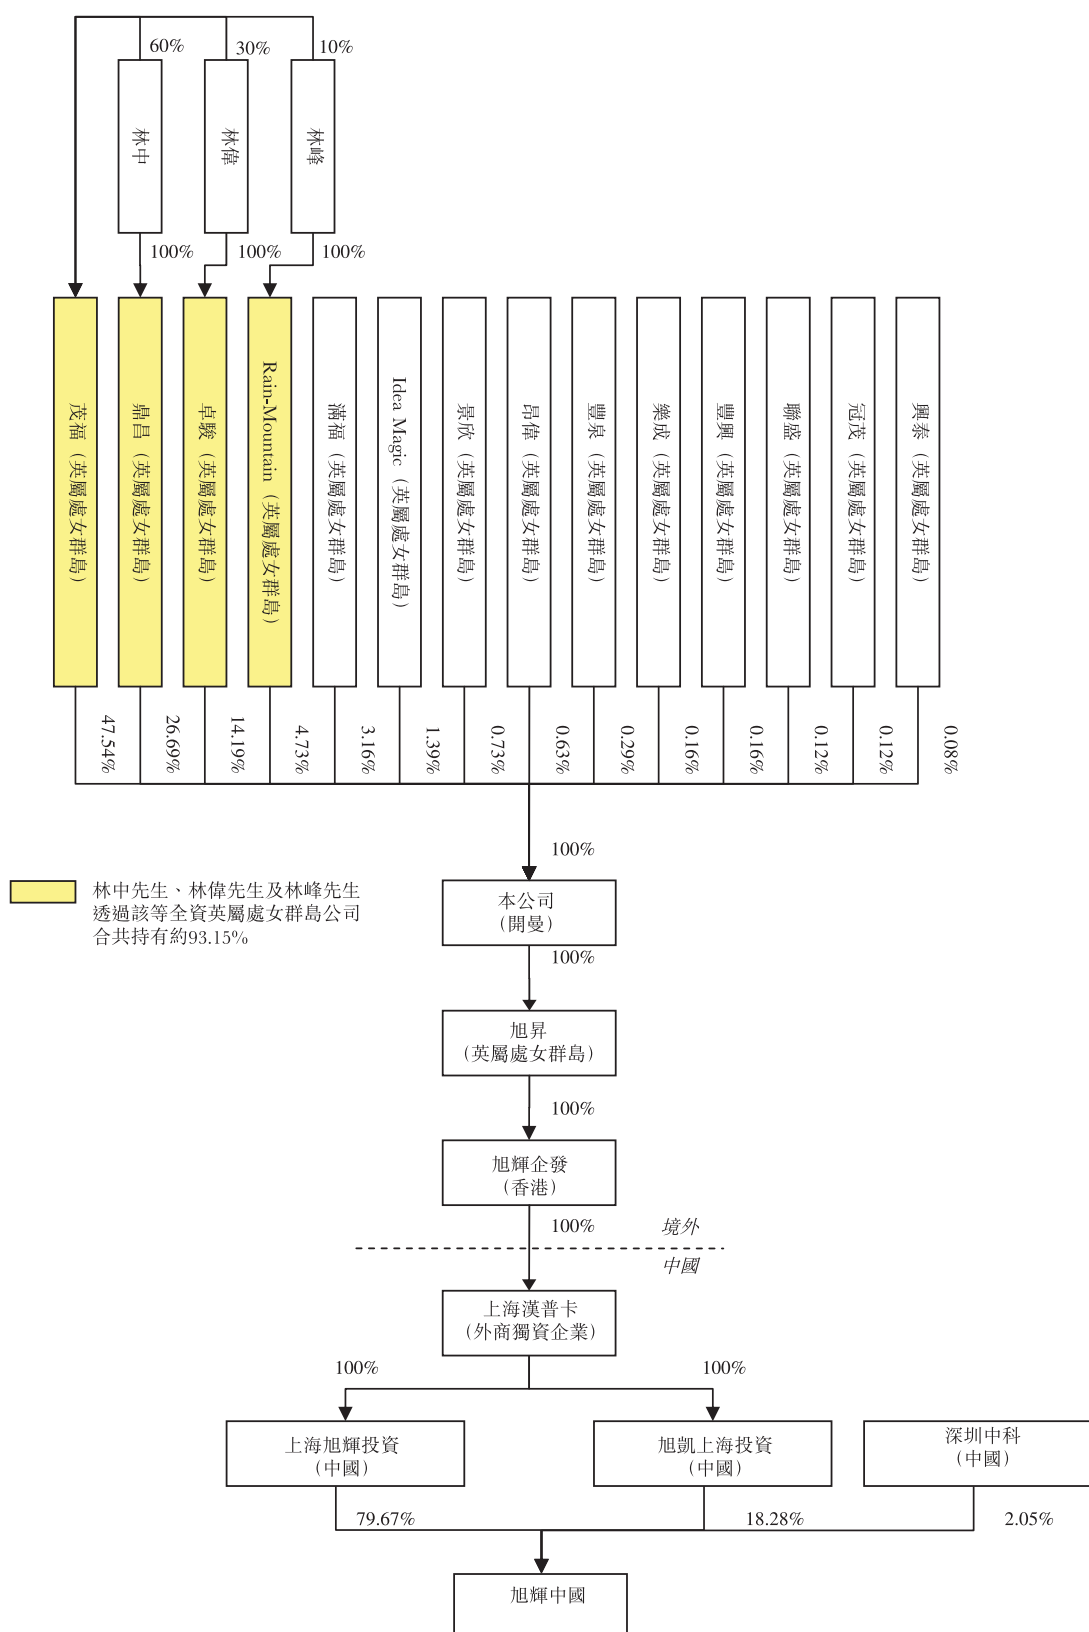 60%
30%
10%
林中
林偉
林峰
100%
100%
100%
茂福（英屬處女群島）
鼎昌（英屬處女群島）
卓駿（英屬處女群島）
Rain-Mountain（英屬處女群島）
滿福（英屬處女群島）
Idea Magic（英屬處女群島）
景欣（英屬處女群島）
昂偉（英屬處女群島）
豐泉（英屬處女群島）
樂成（英屬處女群島）
豐興（英屬處女群島）
聯盛（英屬處女群島）
冠茂（英屬處女群島）
興泰（英屬處女群島）
47.54%
26.69%
14.19%
4.73%
3.16%
1.39%
0.73%
0.63%
0.29%
0.16%
0.16%
0.12%
0.12%
0.08%
100%
林中先生、林偉先生及林峰先生
透過該等全資英屬處女群島公司
合共持有約93.15%
本公司
（開曼）
100%
旭昇
（英屬處女群島）
100%
旭輝企發
（香港）
100%
境外
中國
上海漢普卡
（外商獨資企業）
100%
100%
上海旭輝投資
（中國）
旭凱上海投資
（中國）
深圳中科
（中國）
79.67%
18.28%
2.05%
旭輝中國